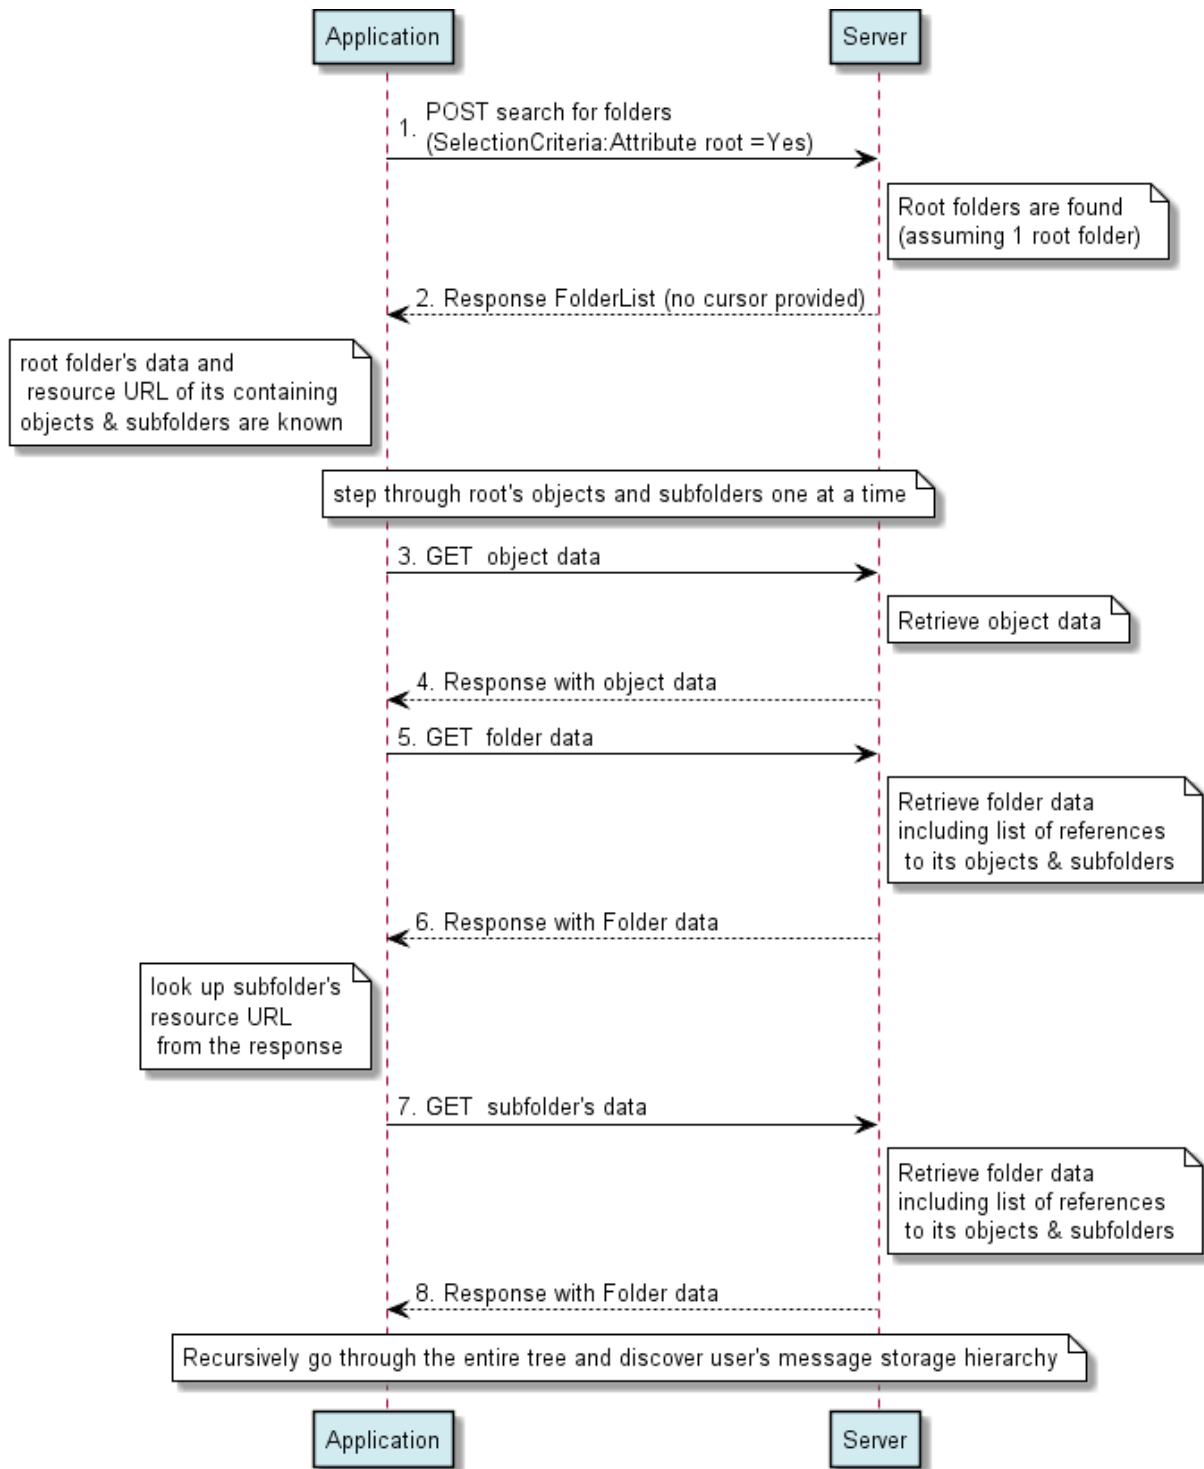 Application
Server
1. POST search for folders
(SelectionCriteria:Attribute root =Yes)
Root folders are found
(assuming 1 root folder)
2. Response FolderList (no cursor provided)
root folder's data and
resource URL of its containing
objects & subfolders are known
step through root's objects and subfolders one at a time
3. GET  object data
Retrieve object data
4. Response with object data
5. GET  folder data
Retrieve folder data
including list of references
to its objects & subfolders
6. Response with Folder data
look up subfolder's
resource URL
from the response
7. GET  subfolder's data
Retrieve folder data
including list of references
to its objects & subfolders
8. Response with Folder data
Recursively go through the entire tree and discover user's message storage hierarchy
Application
Server